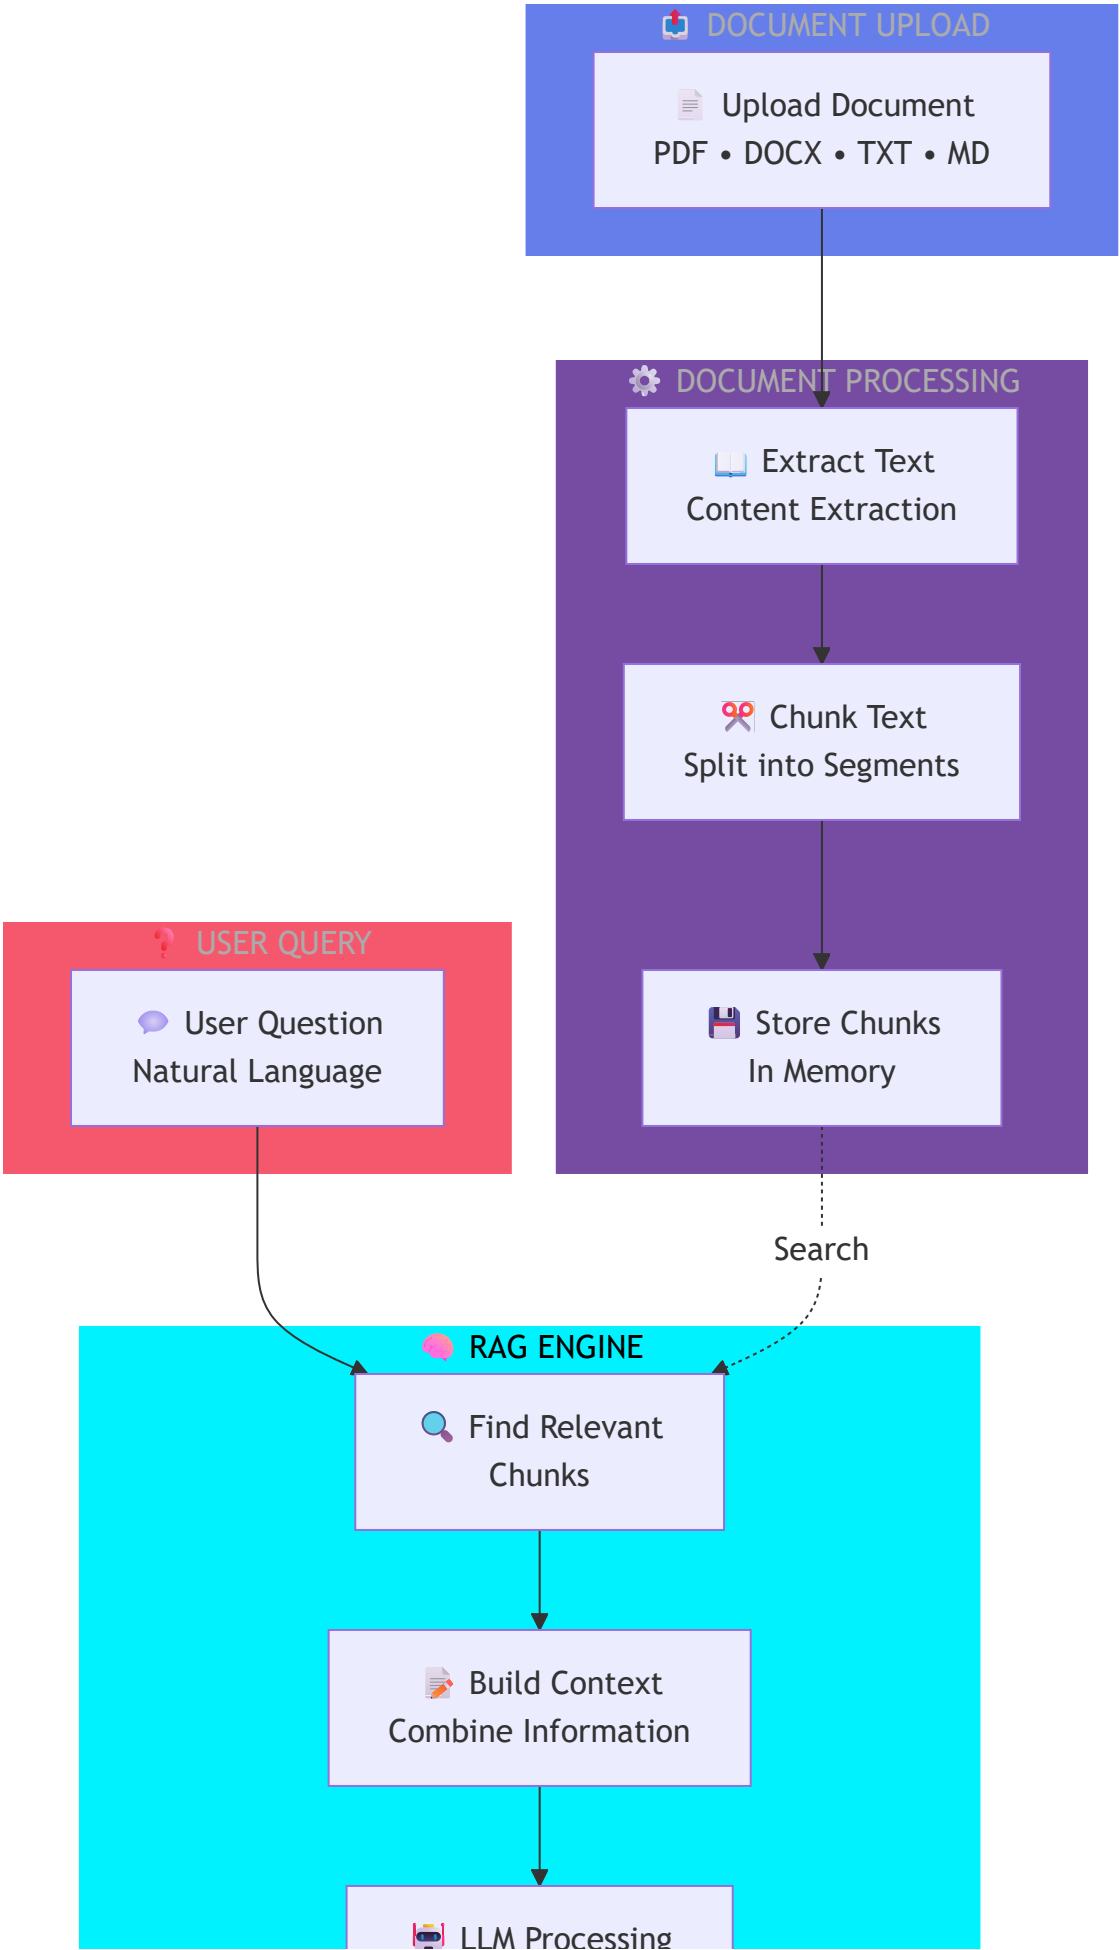 DOCUMENT UPLOAD
Upload Document
PDF • DOCX • TXT • MD
DOCUMENT PROCESSING
Extract Text
Content Extraction
Chunk Text
Split into Segments
USER QUERY
User Question
Natural Language
Store Chunks
In Memory
Search
RAG ENGINE
Find Relevant
Chunks
Build Context
Combine Information
LLM Processing